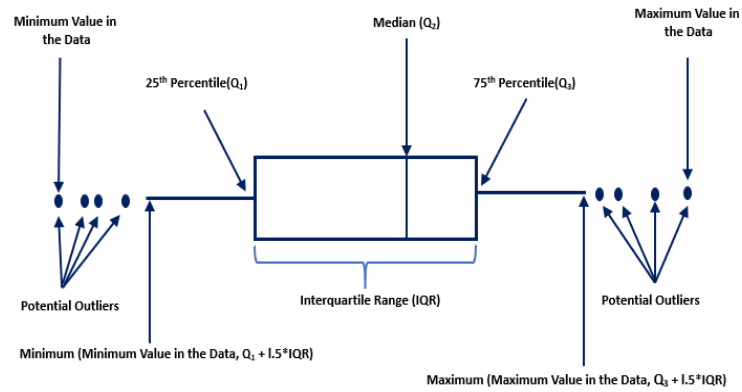 Minimum Value in
the Data
Median (Q₂)
Maximum Value in
the Data
25ᵗʰ Percentile(Q₁)
75ᵗʰ Percentile(Q₃)
Potential Outliers
Interquartile Range (IQR)
Potential Outliers
Minimum (Minimum Value in the Data, Q₁ + l.5*IQR)
Maximum (Maximum Value in the Data, Q₃ + l.5*IQR)